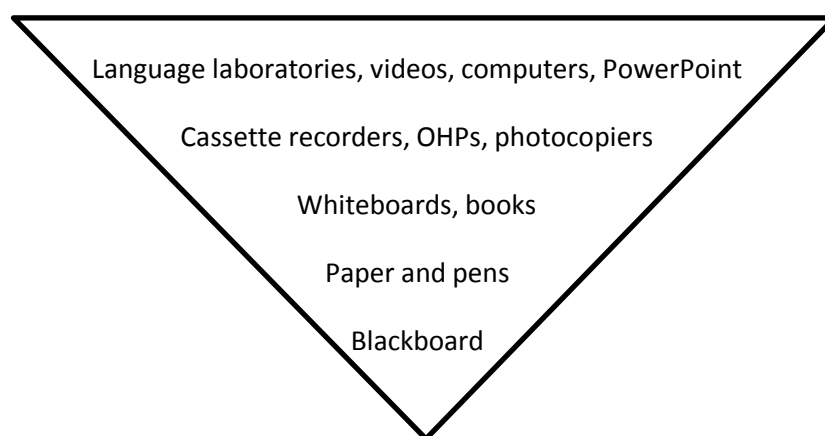 Language laboratories, videos, computers, PowerPoint
Cassette recorders, OHPs, photocopiers
Whiteboards, books
Paper and pens
Blackboard